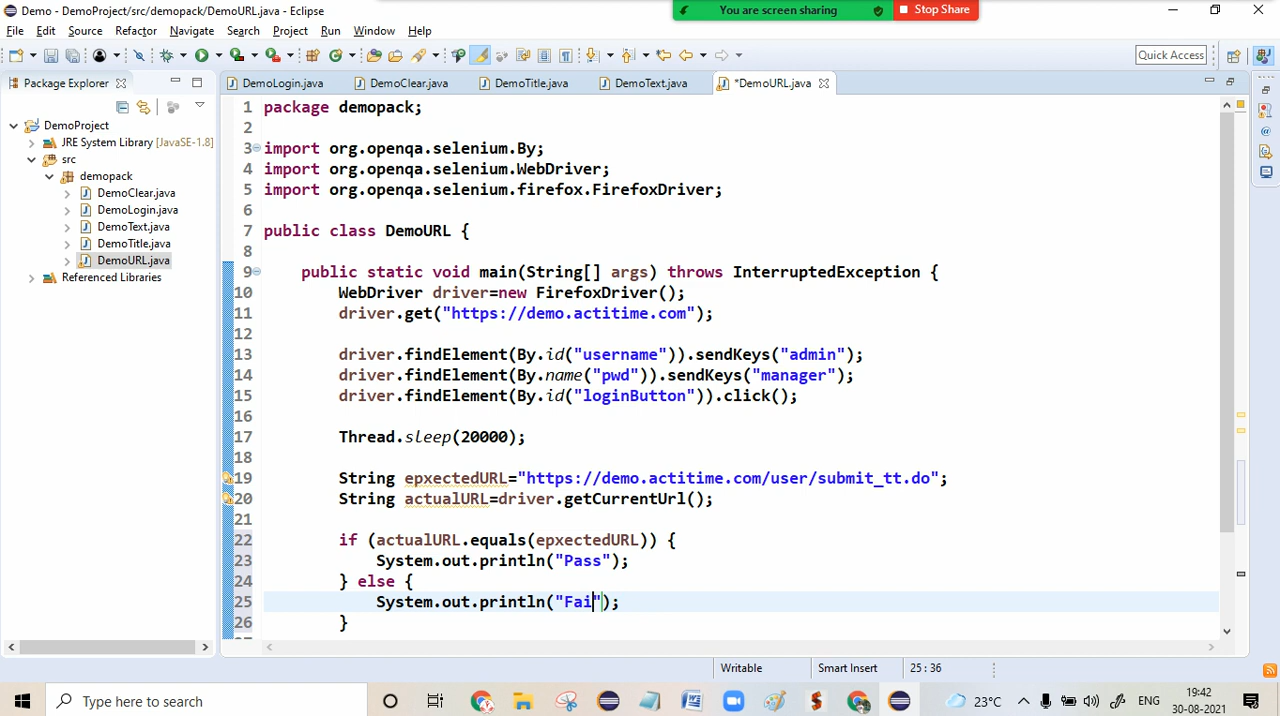 Demo - DemoProject/src/demopack/DemoURL.java - Eclipse
You are screen sharing
Stop Share
File Edit Source Refactor Navigate Search Project Run Window Help
Quick Access
Package Explorer
DemoLogin.java DemoClear.java DemoTitle.java DemoText.java *DemoURL.java
DemoProject
JRE System Library [JavaSE-1.8]
src
demopack
DemoClear.java
DemoLogin.java
DemoText.java
DemoTitle.java
DemoURL.java
Referenced Libraries
1 package demopack;
2
3 import org.openqa.selenium.By;
4 import org.openqa.selenium.WebDriver;
5 import org.openqa.selenium.firefox.FirefoxDriver;
6
7 public class DemoURL {
8
9 public static void main(String[] args) throws InterruptedException {
10 WebDriver driver=new FirefoxDriver();
11 driver.get("https://demo.actitime.com");
12
13 driver.findElement(By.id("username")).sendKeys("admin");
14 driver.findElement(By.name("pwd")).sendKeys("manager");
15 driver.findElement(By.id("loginButton")).click();
16
17 Thread.sleep(20000);
18
19 String epxectedURL="https://demo.actitime.com/user/submit_tt.do";
20 String actualURL=driver.getCurrentUrl();
21
22 if (actualURL.equals(epxectedURL)) {
23 System.out.println("Pass");
24 } else {
25 System.out.println("Fai");
26 }
Writable Smart Insert 25 : 36
Type here to search
23°C ENG 19:42
30-08-2021